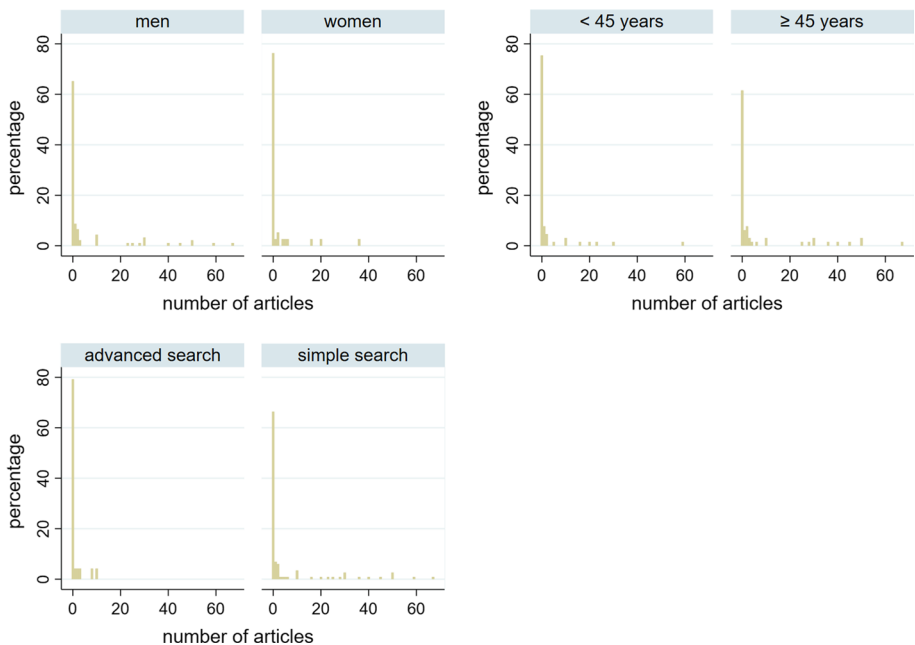 men women
percentage
80
60
40
20
0
0 20 40 60 0 20 40 60
number of articles
< 45 years ≥ 45 years
percentage
80
60
40
20
0
0 20 40 60 0 20 40 60
number of articles
advanced search simple search
percentage
80
60
40
20
0
0 20 40 60 0 20 40 60
number of articles